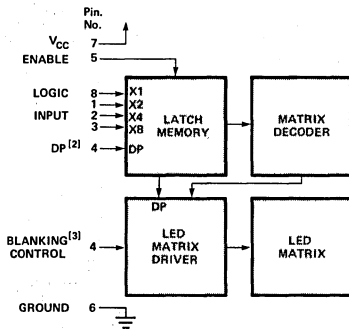 Pin.
No.
VCC 7
ENABLE 5
LOGIC 8 X1
1 X2
INPUT 2 X4
3 X8
DP[2] 4 DP
LATCH
MEMORY
MATRIX
DECODER
DP
BLANKING[3]
CONTROL 4
LED
MATRIX
DRIVER
LED
MATRIX
GROUND 6